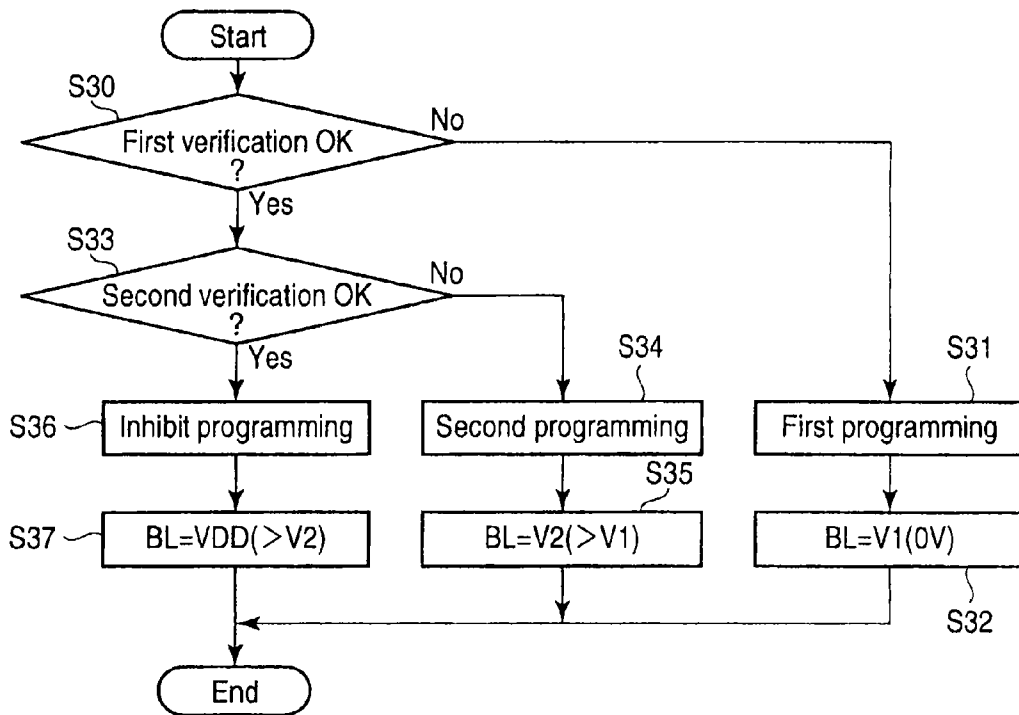 Start
S30
First verification OK
?
No
Yes
S33
Second verification OK
?
No
Yes
S34
S31
S36
Inhibit programming
Second programming
First programming
S35
S37
BL=VDD(>V2)
BL=V2(>V1)
BL=V1(0V)
S32
End